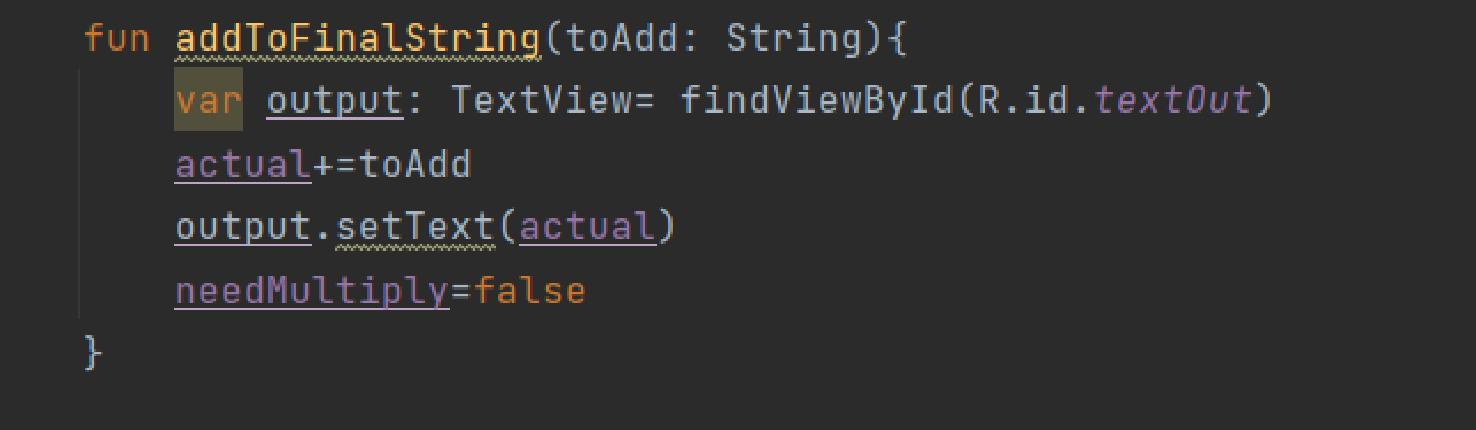 fun addToFinalString(toAdd: String){
var output: TextView= findViewById(R.id.textOut)
actual+=toAdd
output.setText(actual)
needMultiply=false
}